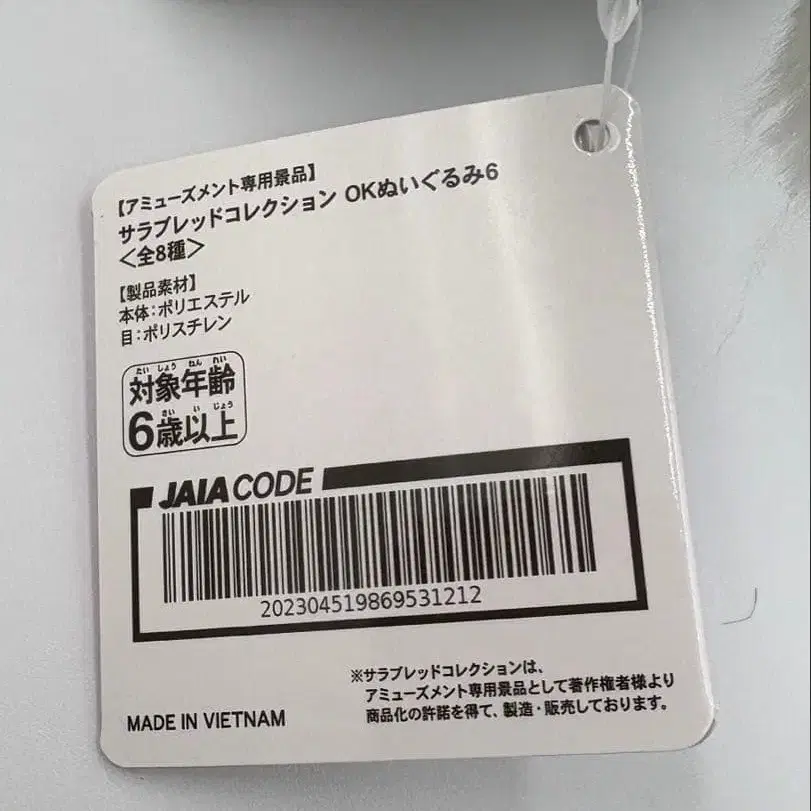 【アミューズメント専用景品】
サラブレッドコレクション OKぬいぐるみ6
＜全8種＞
【製品素材】
本体：ポリエステル
目：ポリスチレン
たい しょう ねん れい
対象年齢
さい い じょう
6歳以上
JAIA CODE
202304519869531212
※サラブレッドコレクションは、
アミューズメント専用景品として著作権者様より
商品化の許諾を得て、製造・販売しております。
MADE IN VIETNAM